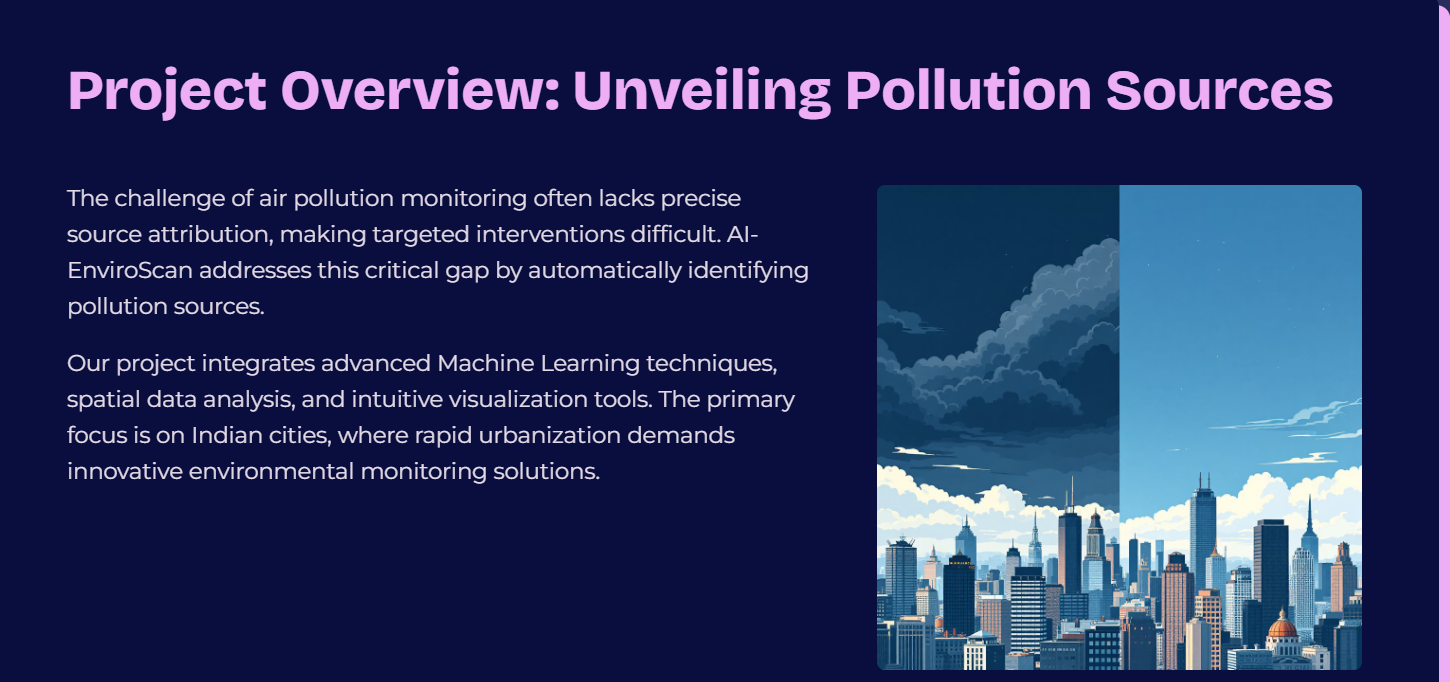 Project Overview: Unveiling Pollution Sources
The challenge of air pollution monitoring often lacks precise
source attribution, making targeted interventions difficult. AI-
EnviroScan addresses this critical gap by automatically identifying
pollution sources.
Our project integrates advanced Machine Learning techniques,
spatial data analysis, and intuitive visualization tools. The primary
focus is on Indian cities, where rapid urbanization demands
innovative environmental monitoring solutions.